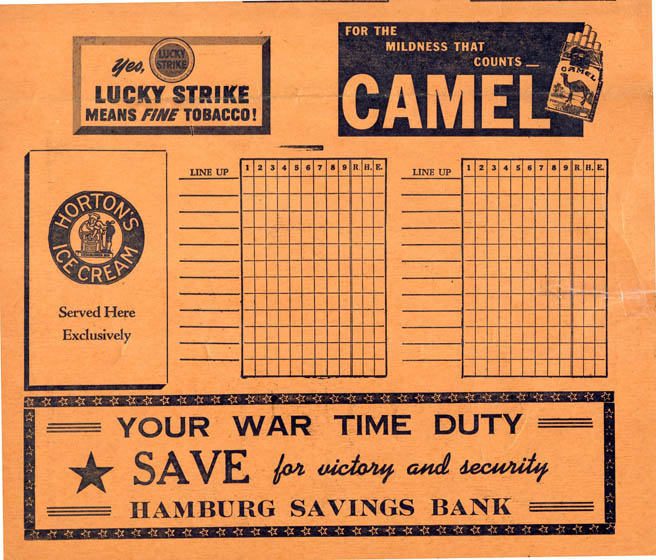 Yes,
LUCKY STRIKE
LUCKY STRIKE
MEANS FINE TOBACCO!
FOR THE
MILDNESS THAT
COUNTS —
CAMEL
CAMEL
HORTON'S
ICE CREAM
Served Here
Exclusively
LINE UP 1 2 3 4 5 6 7 8 9 R. H. E.
LINE UP 1 2 3 4 5 6 7 8 9 R. H. E.
YOUR WAR TIME DUTY
SAVE for victory and security
HAMBURG SAVINGS BANK